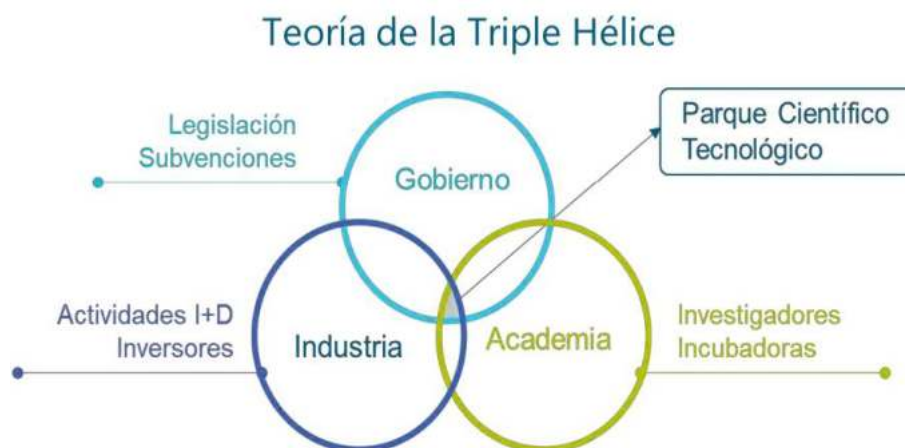 Teoría de la Triple Hélice
Legislación
Subvenciones
Parque Científico
Tecnológico
Gobierno
Actividades I+D
Inversores
Industria
Academia
Investigadores
Incubadoras